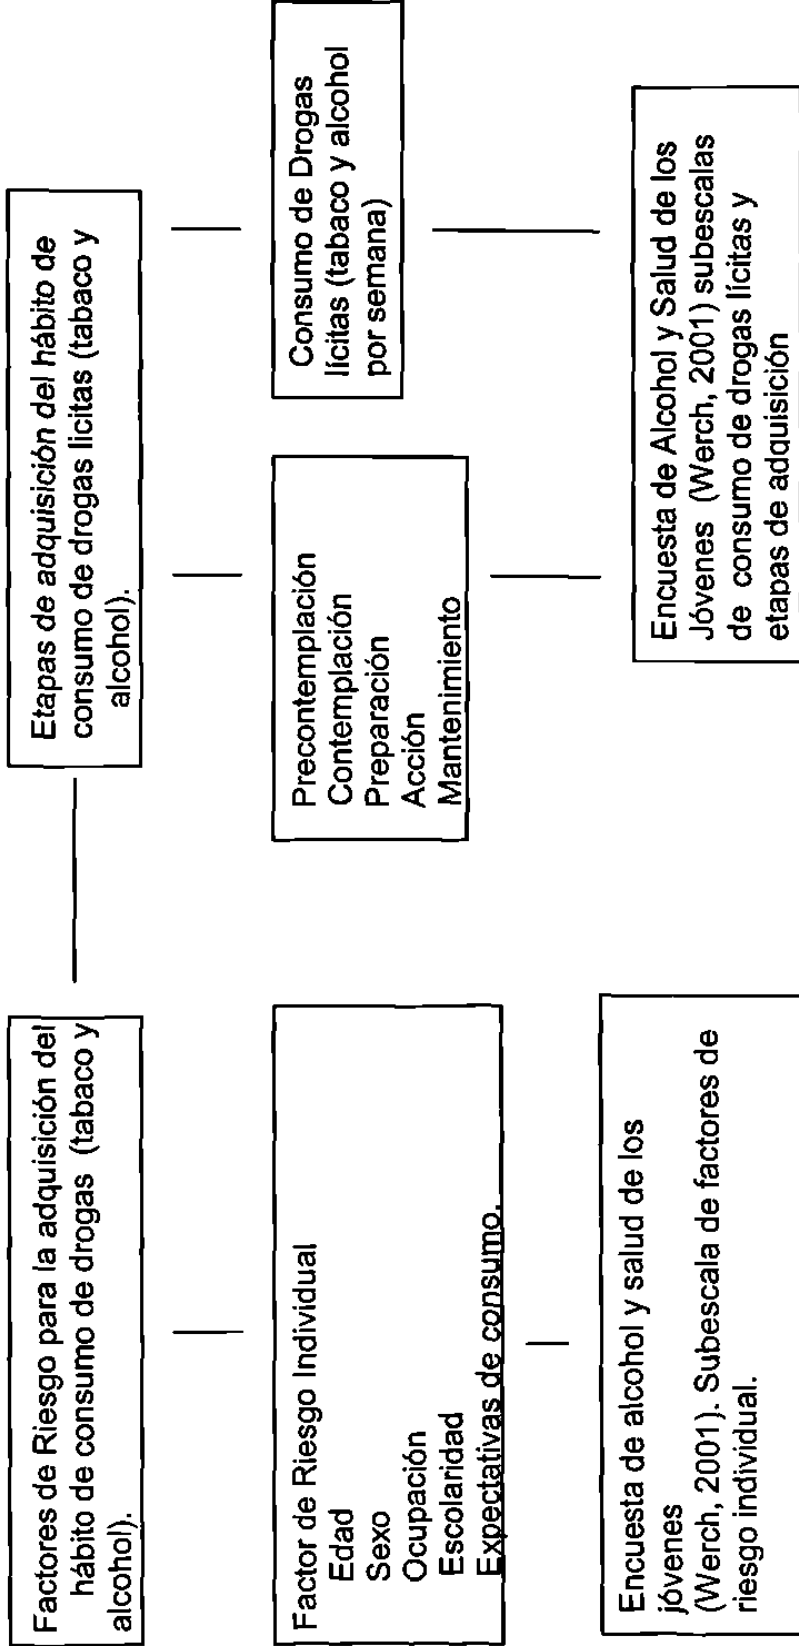 Factores de Riesgo para la adquisición del
hábito de consumo de drogas (tabaco y
alcohol).
Etapas de adquisición del hábito de
consumo de drogas licitas (tabaco y
alcohol).
Factor de Riesgo Individual
Edad
Sexo
Ocupación
Escolaridad
Expectativas de consumo.
Precontemplación
Contemplación
Preparación
Acción
Mantenimiento
Consumo de Drogas
lícitas (tabaco y alcohol
por semana)
Encuesta de alcohol y salud de los
jóvenes
(Werch, 2001). Subescala de factores de
riesgo individual.
Encuesta de Alcohol y Salud de los
Jóvenes (Werch, 2001) subescalas
de consumo de drogas lícitas y
etapas de adquisición